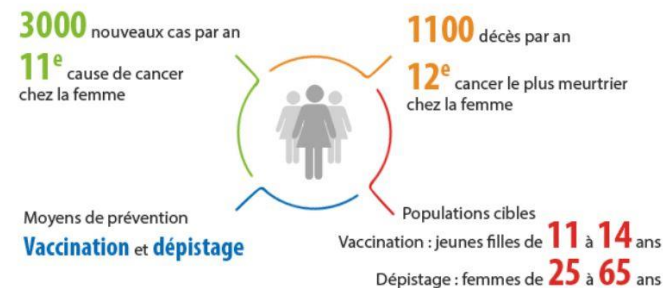 3000 nouveaux cas par an
11e cause de cancer
chez la femme
1100 décès par an
12e cancer le plus meurtrier
chez la femme
Moyens de prévention
Vaccination et dépistage
Populations cibles
Vaccination : jeunes filles de 11 à 14 ans
Dépistage : femmes de 25 à 65 ans